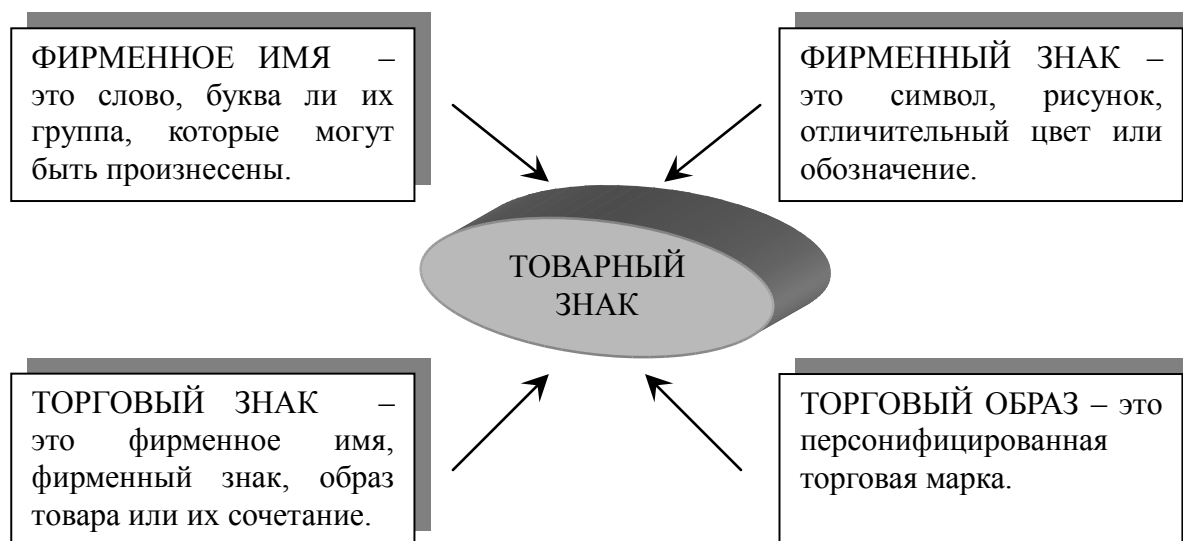 ФИРМЕННОЕ ИМЯ –
это слово, буква ли их
группа, которые могут
быть произнесены.
ФИРМЕННЫЙ ЗНАК –
это символ, рисунок,
отличительный цвет или
обозначение.
ТОВАРНЫЙ
ЗНАК
ТОРГОВЫЙ ЗНАК –
это фирменное имя,
фирменный знак, образ
товара или их сочетание.
ТОРГОВЫЙ ОБРАЗ – это
персонифицированная
торговая марка.